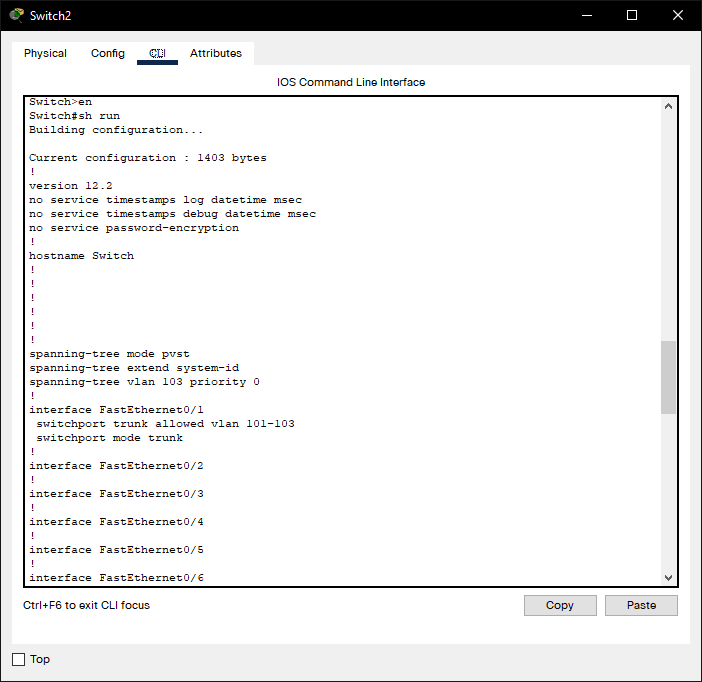 Switch2
Physical Config CLI Attributes
IOS Command Line Interface
Switch>en
Switch#sh run
Building configuration...
Current configuration : 1403 bytes
!
version 12.2
no service timestamps log datetime msec
no service timestamps debug datetime msec
no service password-encryption
!
hostname Switch
!
!
!
!
!
!
spanning-tree mode pvst
spanning-tree extend system-id
spanning-tree vlan 103 priority 0
!
interface FastEthernet0/1
 switchport trunk allowed vlan 101-103
 switchport mode trunk
!
interface FastEthernet0/2
!
interface FastEthernet0/3
!
interface FastEthernet0/4
!
interface FastEthernet0/5
!
interface FastEthernet0/6
Ctrl+F6 to exit CLI focus Copy Paste
Top